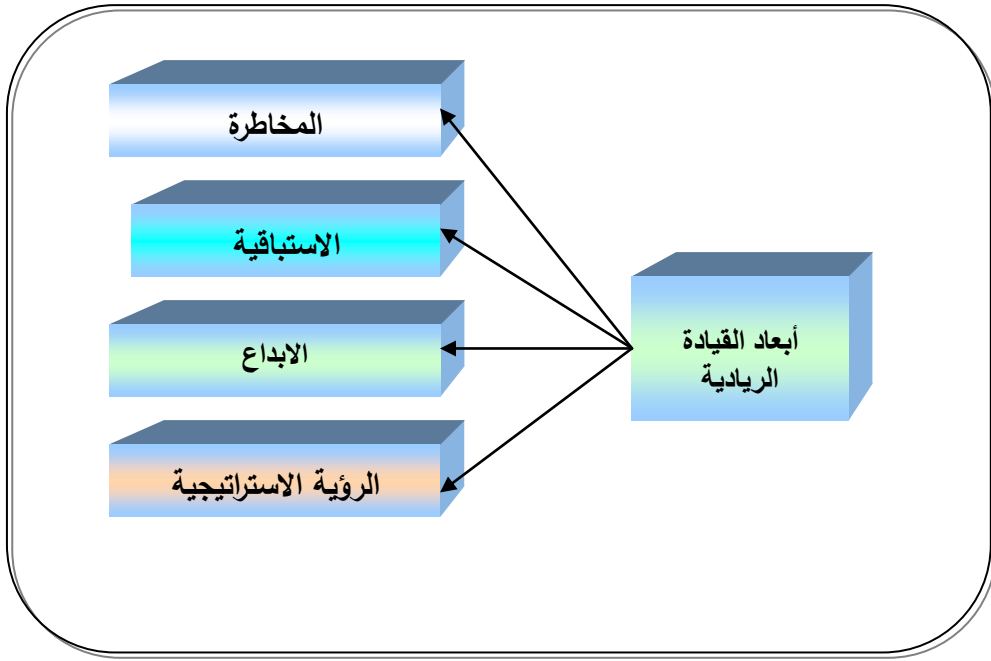 أبعاد القيادة
الريادية
المخاطرة
الاستباقية
الابداع
الرؤية الاستراتيجية